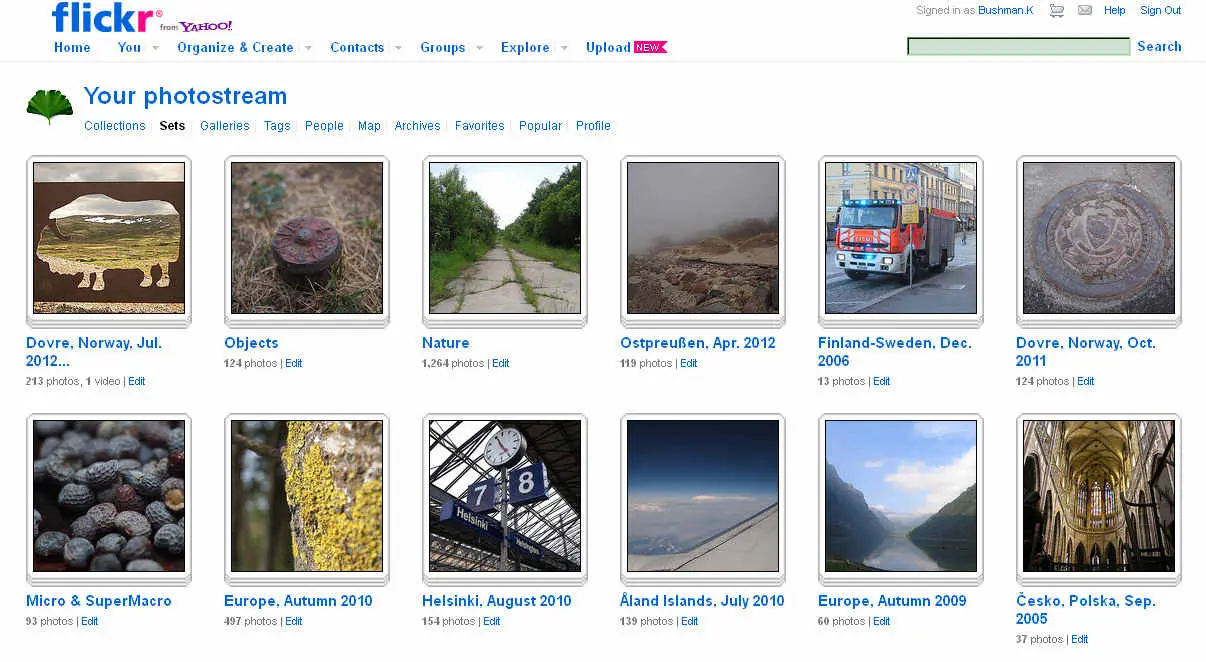 flickr® from YAHOO!
Signed in as Bushman.K Help Sign Out
Home You Organize & Create Contacts Groups Explore Upload NEW Search
Your photostream
Collections Sets Galleries Tags People Map Archives Favorites Popular Profile
Dovre, Norway, Jul. 2012...
213 photos, 1 video | Edit
Objects
124 photos | Edit
Nature
1,264 photos | Edit
Ostpreußen, Apr. 2012
119 photos | Edit
Finland-Sweden, Dec. 2006
13 photos | Edit
Dovre, Norway, Oct. 2011
124 photos | Edit
7 8
Helsinki
Helsingfors
Micro & SuperMacro
93 photos | Edit
Europe, Autumn 2010
497 photos | Edit
Helsinki, August 2010
154 photos | Edit
Åland Islands, July 2010
139 photos | Edit
Europe, Autumn 2009
60 photos | Edit
Česko, Polska, Sep. 2005
37 photos | Edit